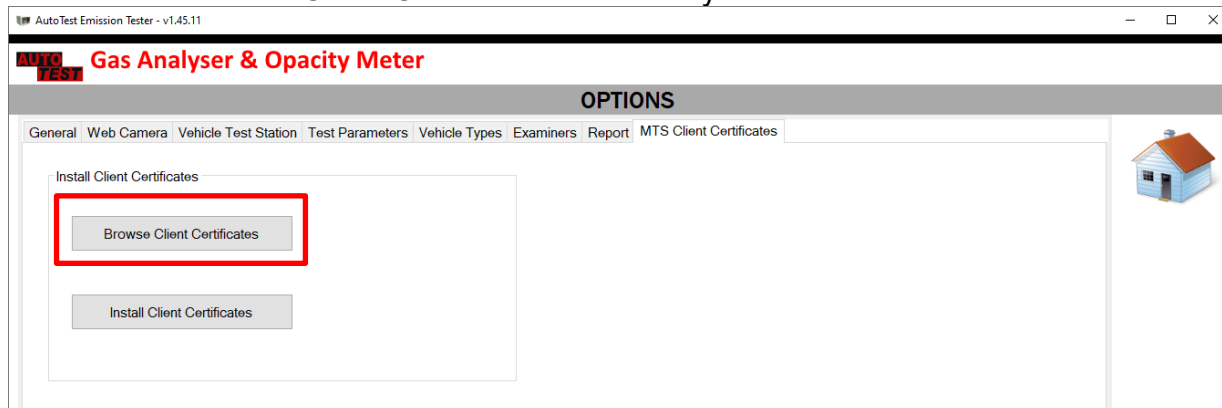 AutoTest Emission Tester - v1.45.11
AUTO
TEST
Gas Analyser & Opacity Meter
OPTIONS
General Web Camera Vehicle Test Station Test Parameters Vehicle Types Examiners Report MTS Client Certificates
Install Client Certificates
Browse Client Certificates
Install Client Certificates